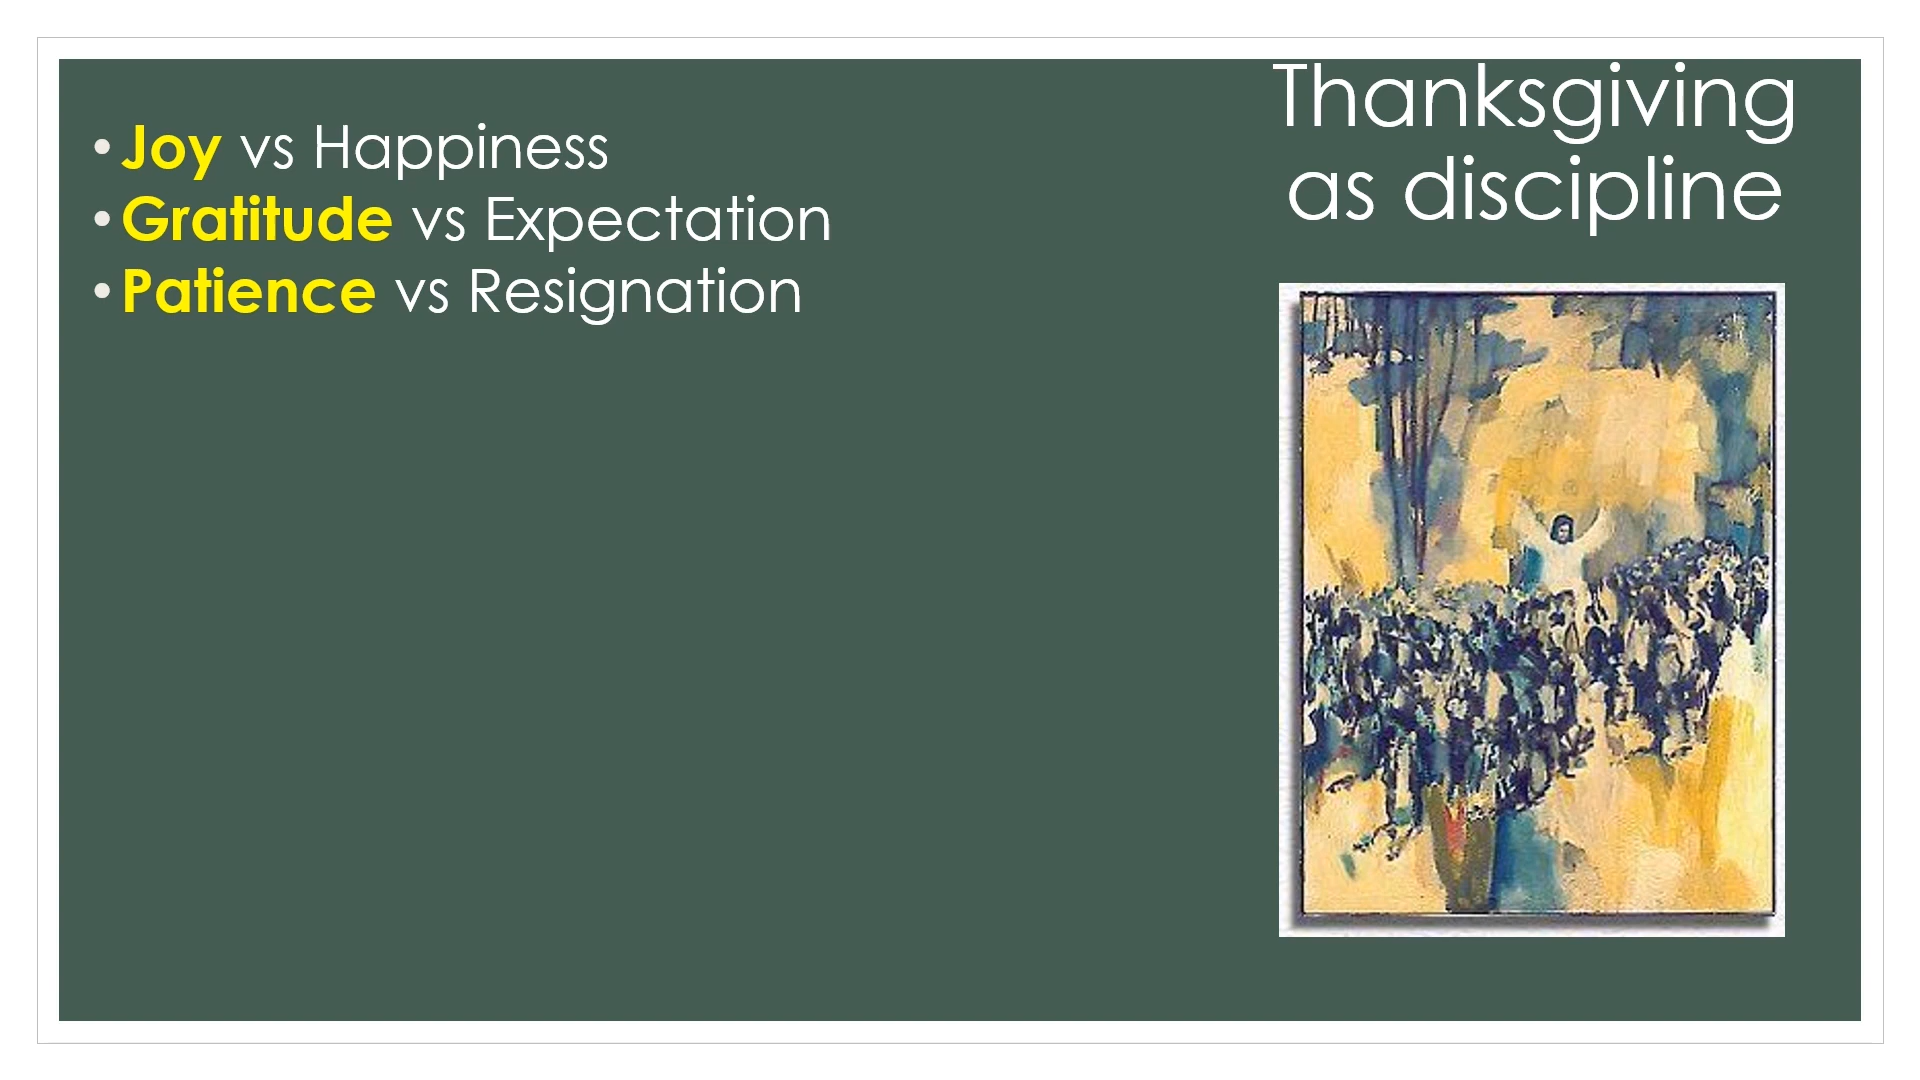 Thanksgiving
as discipline
• Joy vs Happiness
• Gratitude vs Expectation
• Patience vs Resignation